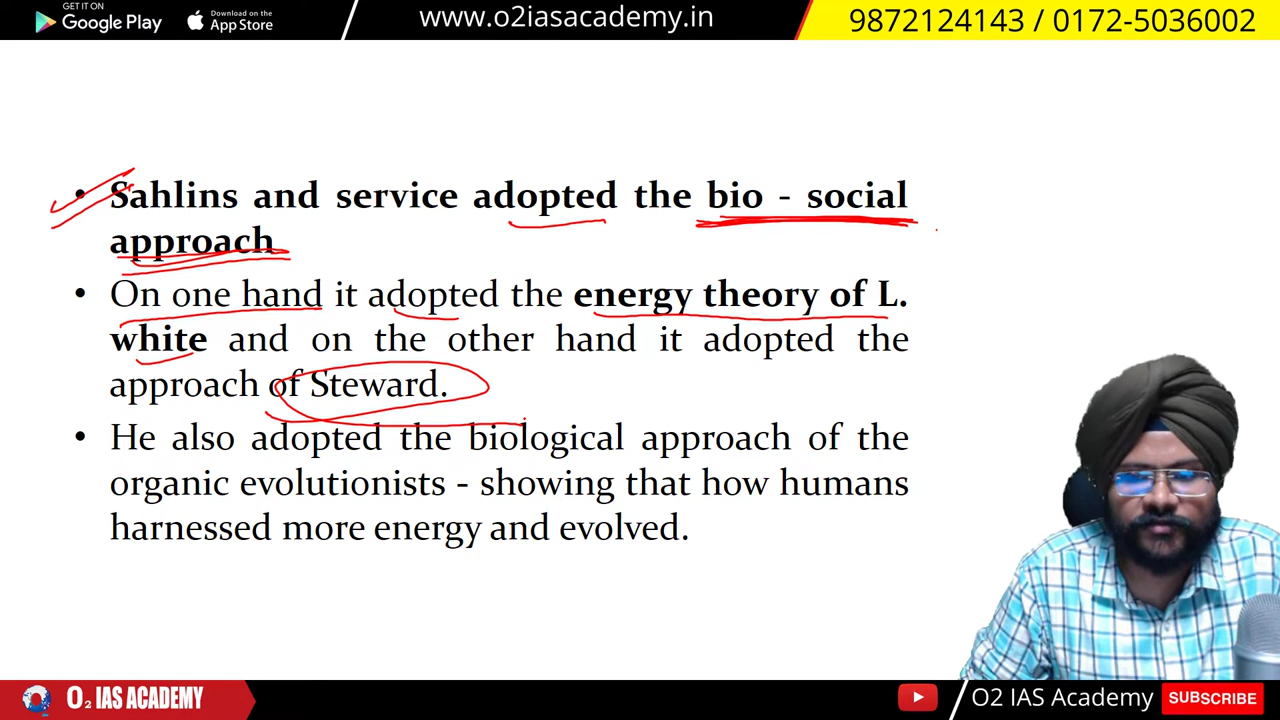 GET IT ON
Google Play
Download on the
App Store
www.o2iasacademy.in
9872124143 / 0172-5036002
• Sahlins and service adopted the bio - social
approach
• On one hand it adopted the energy theory of L.
white and on the other hand it adopted the
approach of Steward.
• He also adopted the biological approach of the
organic evolutionists - showing that how humans
harnessed more energy and evolved.
O₂ IAS ACADEMY
O2 IAS Academy
SUBSCRIBE